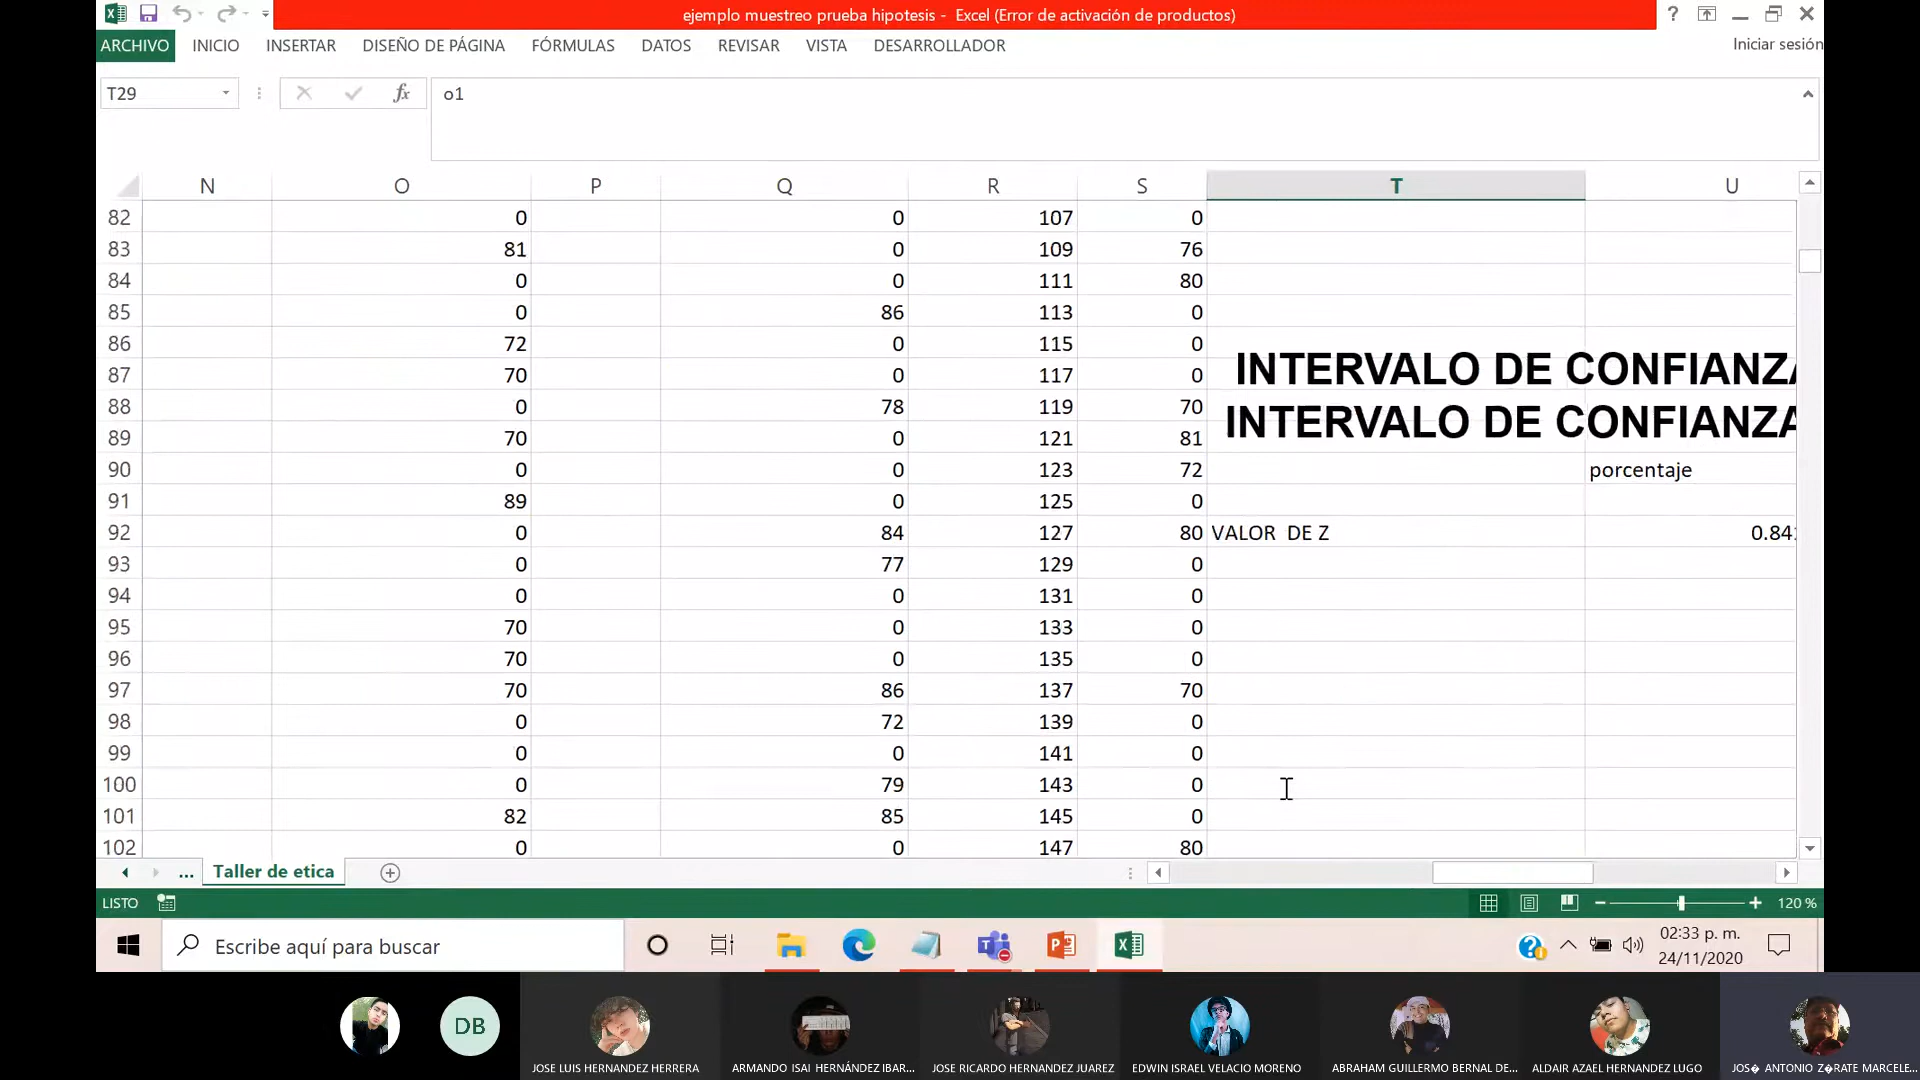 ejemplo muestreo prueba hipotesis - Excel (Error de activación de productos)
?
ARCHIVO INICIO INSERTAR DISEÑO DE PÁGINA FÓRMULAS DATOS REVISAR VISTA DESARROLLADOR
Iniciar sesión
T29 fx o1
N O P Q R S T U
82 0 0 107 0
83 81 0 109 76
84 0 0 111 80
85 0 86 113 0
86 72 0 115 0
87 70 0 117 0
INTERVALO DE CONFIANZA
88 0 78 119 70
89 70 0 121 81
INTERVALO DE CONFIANZA
90 0 0 123 72 porcentaje
91 89 0 125 0
92 0 84 127 80 VALOR DE Z 0.84
93 0 77 129 0
94 0 0 131 0
95 70 0 133 0
96 70 0 135 0
97 70 86 137 70
98 0 72 139 0
99 0 0 141 0
100 0 79 143 0
101 82 85 145 0
102 0 0 147 80
... Taller de etica
LISTO 120 %
Escribe aquí para buscar
02:33 p. m.
24/11/2020
DB
JOSE LUIS HERNANDEZ HERRERA
ARMANDO ISAI HERNÁNDEZ IBAR...
JOSE RICARDO HERNANDEZ JUAREZ
EDWIN ISRAEL VELACIO MORENO
ABRAHAM GUILLERMO BERNAL DE...
ALDAIR AZAEL HERNANDEZ LUGO
JOS� ANTONIO Z�RATE MARCELE...